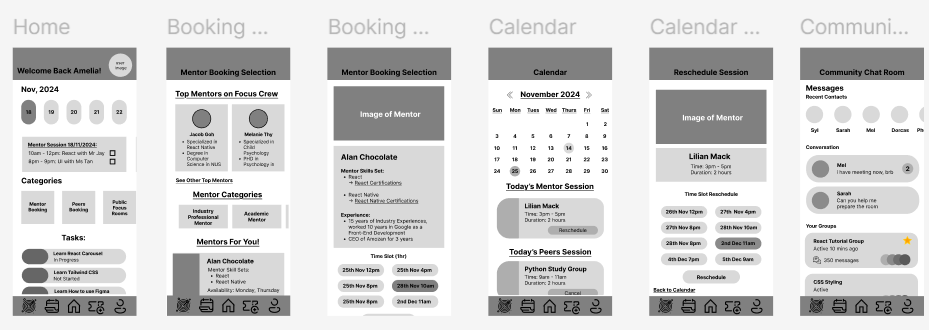 Home
Welcome Back Amelia!
user
image
Nov, 2024
18
19
20
21
22
Mentor Session 18/11/2024:
10am - 12pm: React with Mr Jay
8pm - 9pm: UI with Ms Tan
Categories
Mentor
Booking
Peers
Booking
Public
Focus
Rooms
Tasks:
Learn React Carousel
In Progress
Learn Tailwind CSS
Not Started
Learn How to use Figma
Booking ...
Mentor Booking Selection
Top Mentors on Focus Crew
Jacob Goh
Specialized in
React Native
Degree in
Computer
Science in NUS
Melanie Thy
Specialized in
Child
Psychology
PHD in
Psychology in
See Other Top Mentors
Mentor Categories
Industry
Professional
Mentor
Academic
Mentor
Mentors For You!
Alan Chocolate
Mentor Skill Sets:
React
React Native
Availability: Monday, Thursday
Booking ...
Mentor Booking Selection
Image of Mentor
Alan Chocolate
Mentor Skills Set:
React
→ React Certifications
React Native
→ React Native Certifications
Experience:
15 years of Industry Experiences,
worked 10 years in Google as a
Front-End Development
CEO of Amozon for 3 years
Time Slot (1hr)
25th Nov 12pm
25th Nov 4pm
25th Nov 8pm
28th Nov 10am
25th Nov 8pm
2nd Dec 11am
Calendar
Calendar
November 2024
Sun Mon Tues Wed Thurs Fri Sat
1 2
3 4 5 6 7 8 9
10 11 12 13 14 15 16
17 18 19 20 21 22 23
24 25 26 27 28 29 30
Today's Mentor Session
Lilian Mack
Time: 3pm - 5pm
Duration: 2 hours
Reschedule
Today's Peers Session
Python Study Group
Time: 9am - 11am
Duration: 2 hours
Cancel
Calendar ...
Reschedule Session
Image of Mentor
Lilian Mack
Time: 3pm - 5pm
Duration: 2 hours
Time Slot Reschedule
26th Nov 12pm
27th Nov 4pm
27th Nov 8pm
28th Nov 10am
28th Nov 8pm
2nd Dec 11am
4th Dec 7pm
5th Dec 9am
Reschedule
Back to Calendar
Communi...
Community Chat Room
Messages
Recent Contacts
Syl
Sarah
Mel
Dorcas
Conversation
Mel
I have meeting now, brb
2
Sarah
Can you help me
prepare the room
Your Groups
React Tutorial Group
Active 10 mins ago
350 messages
CSS Styling
Active